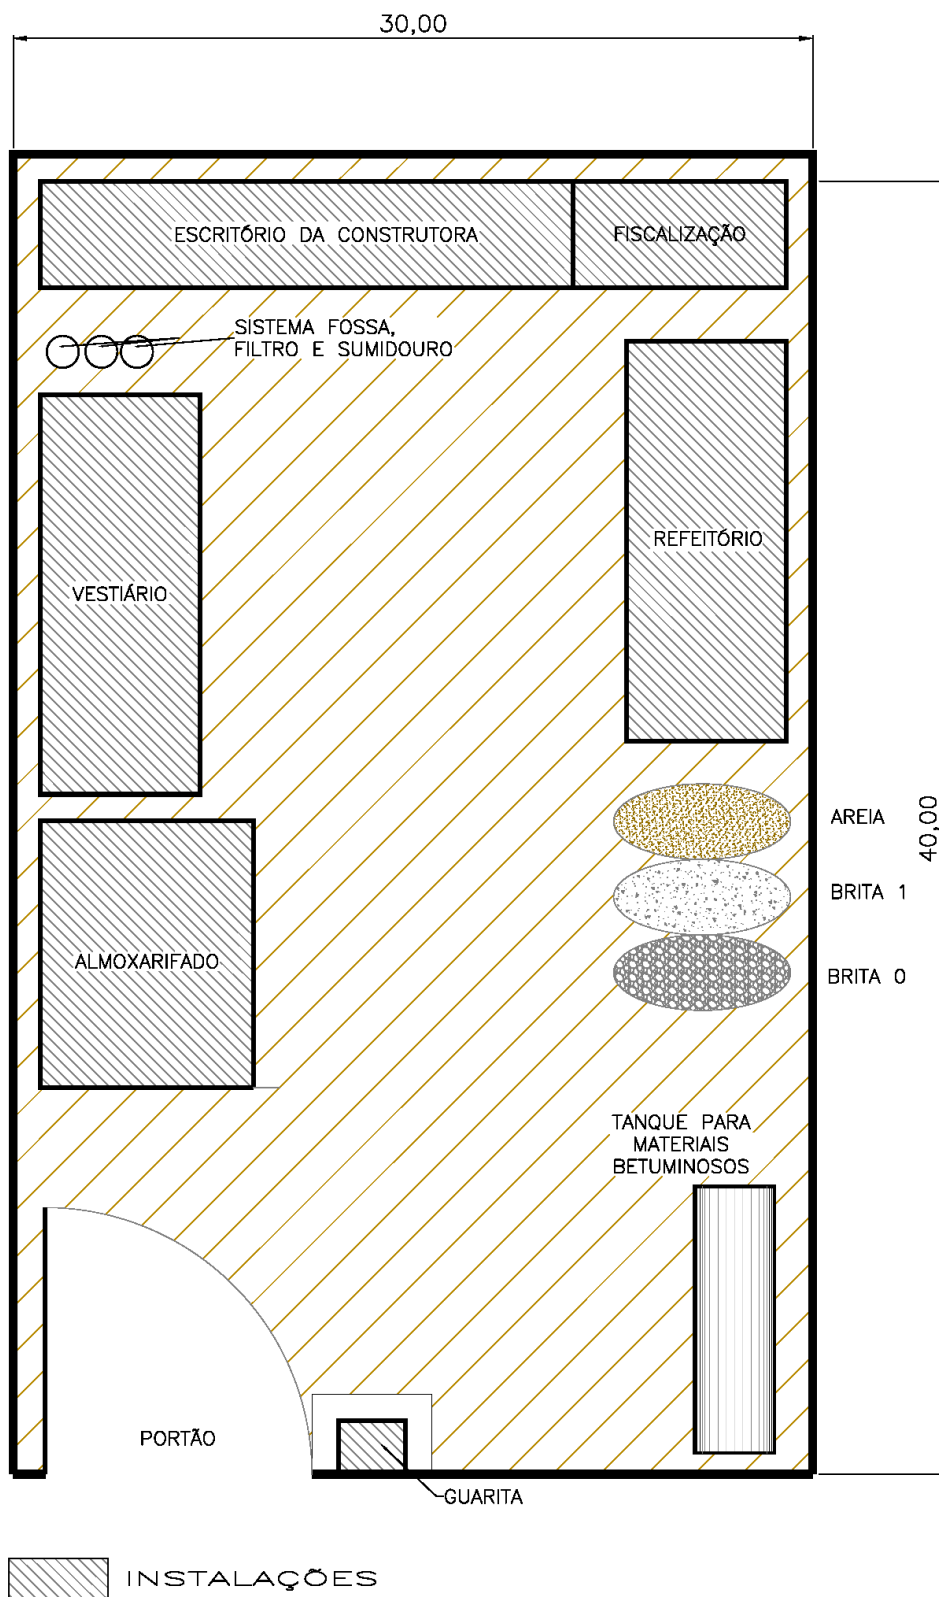 30,00
ESCRITÓRIO DA CONSTRUTORA
FISCALIZAÇÃO
SISTEMA FOSSA,
FILTRO E SUMIDOURO
REFEITÓRIO
VESTIÁRIO
AREIA
40,00
BRITA 1
ALMOXARIFADO
BRITA 0
TANQUE PARA
MATERIAIS
BETUMINOSOS
PORTÃO
GUARITA
INSTALAÇÕES